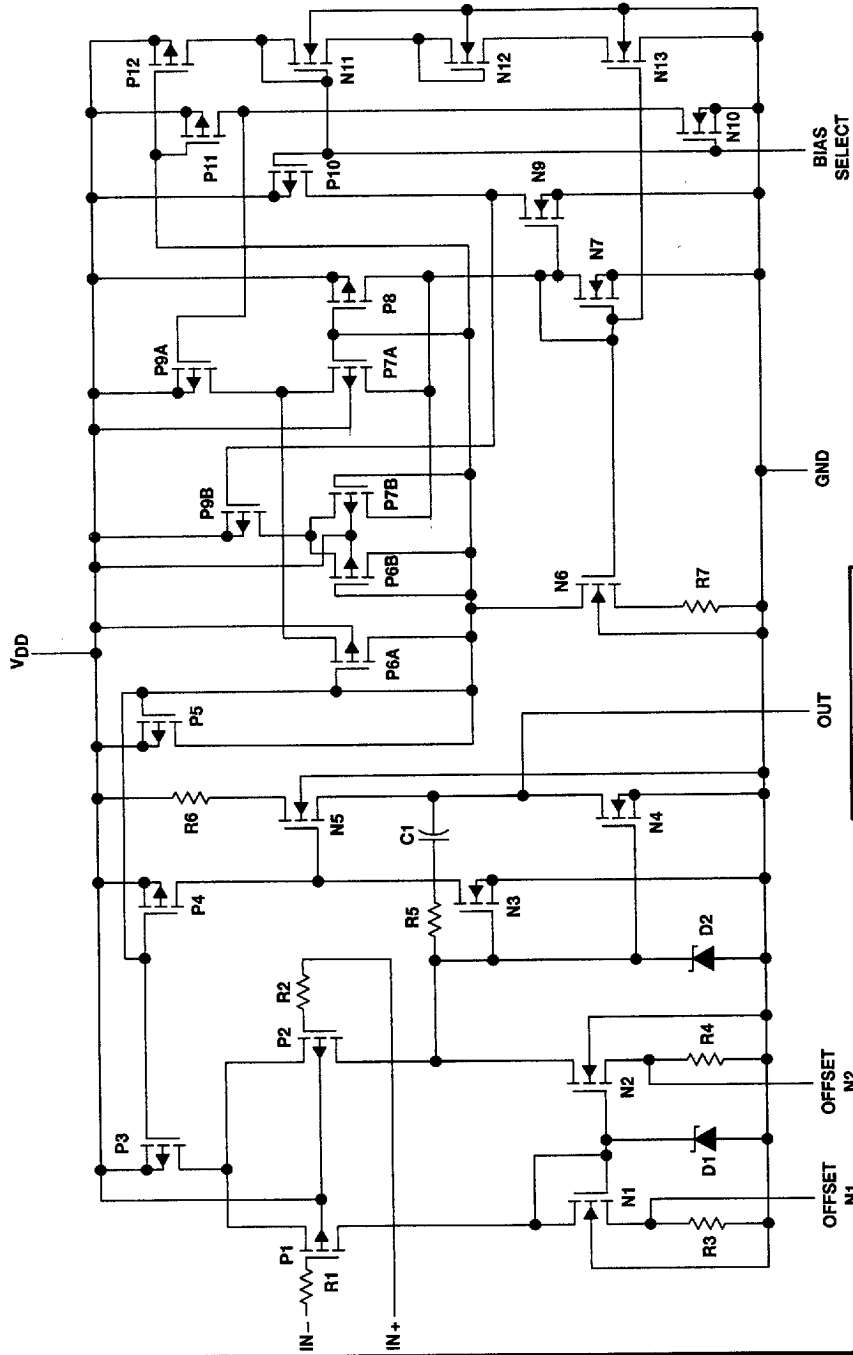 VDD
P3
P4
R6
P5
P9B
P9A
P11
P12
IN−
R1
P1
P2
R2
IN+
R5
C1
N5
P6A
P6B
P7B
P7A
P8
P10
N11
N12
N3
N4
N6
N9
N7
N10
N13
N1
D1
N2
D2
R3
R4
R7
OFFSET
N1
OFFSET
N2
OUT
GND
BIAS
SELECT